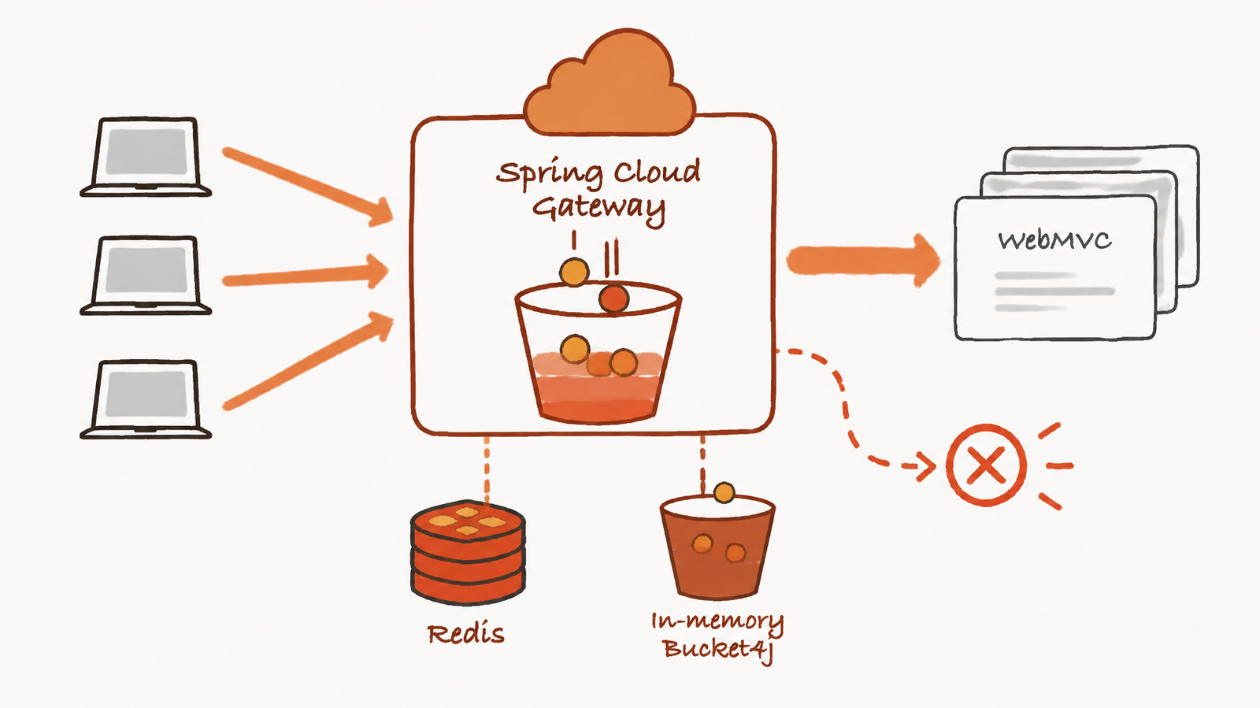 Spring Cloud
Gateway
WebMVC
Redis
In-memory
Bucket4j